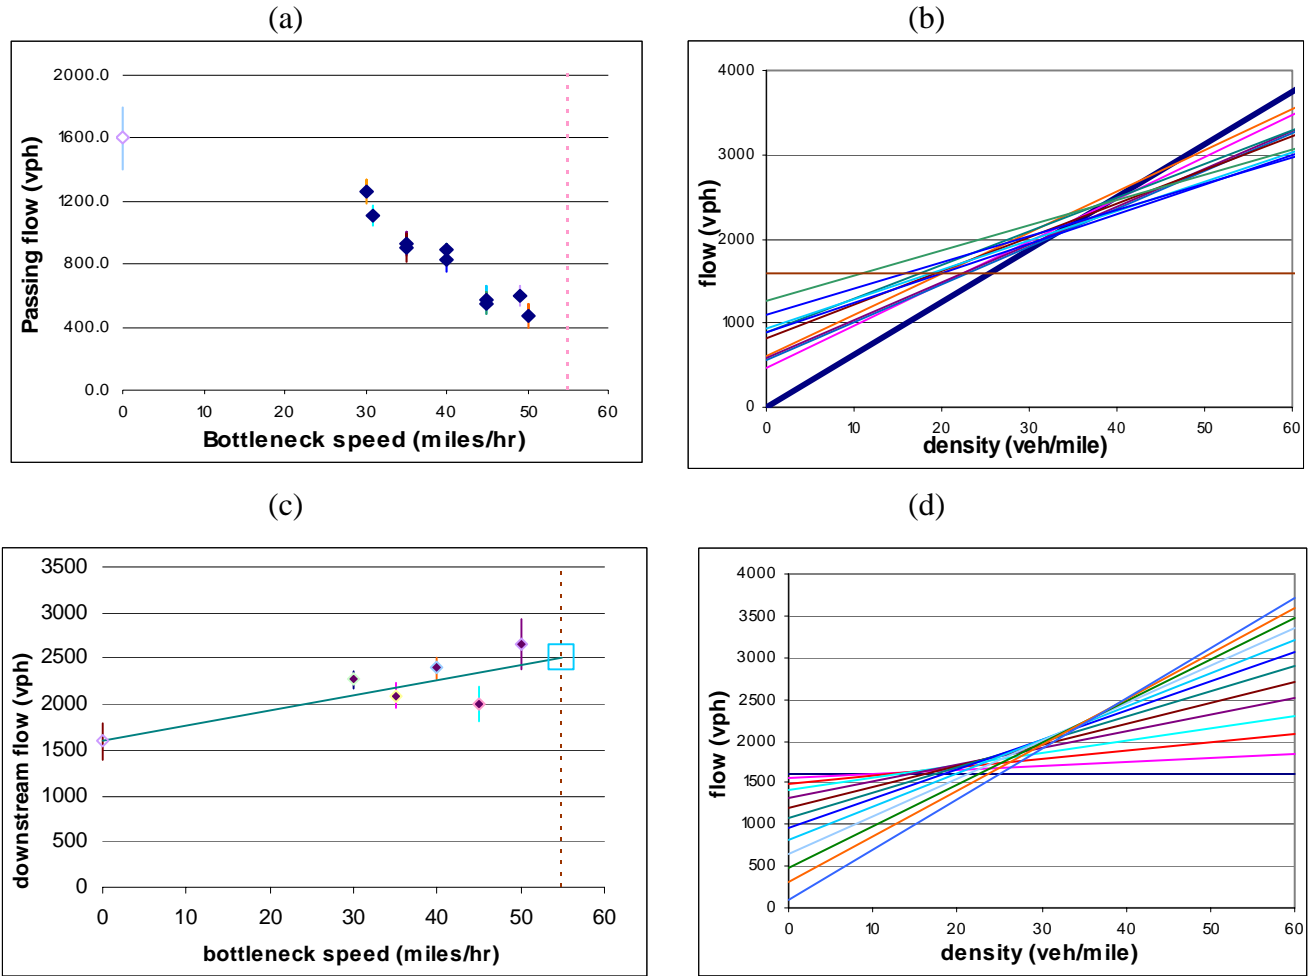 (a)
2000.0
1600.0
1200.0
800.0
400.0
0.0
Passing flow (vph)
0 10 20 30 40 50 60
Bottleneck speed (miles/hr)
(b)
4000
3000
2000
1000
0
flow (vph)
0 10 20 30 40 50 60
density (veh/mile)
(c)
3500
3000
2500
2000
1500
1000
500
0
downstream flow (vph)
0 10 20 30 40 50 60
bottleneck speed (miles/hr)
(d)
4000
3500
3000
2500
2000
1500
1000
500
0
flow (vph)
0 10 20 30 40 50 60
density (veh/mile)